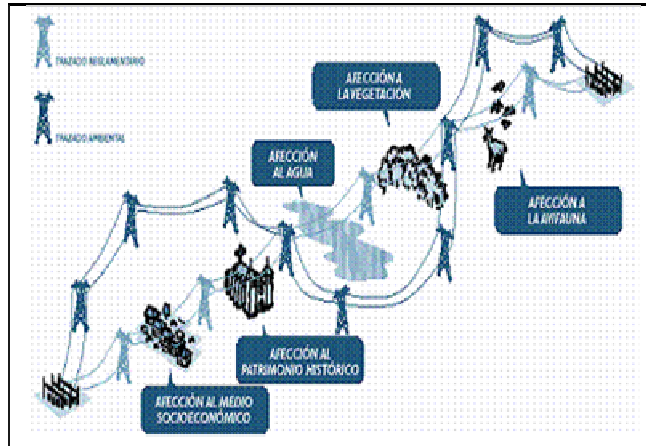 TRAZADO REGLAMENTARIO
TRAZADO AMBIENTAL
AFECCIÓN A
LA VEGETACIÓN
AFECCIÓN
AL AGUA
AFECCIÓN A
LA AVIFAUNA
AFECCIÓN AL
PATRIMONIO HISTÓRICO
AFECCIÓN AL MEDIO
SOCIOECONÓMICO